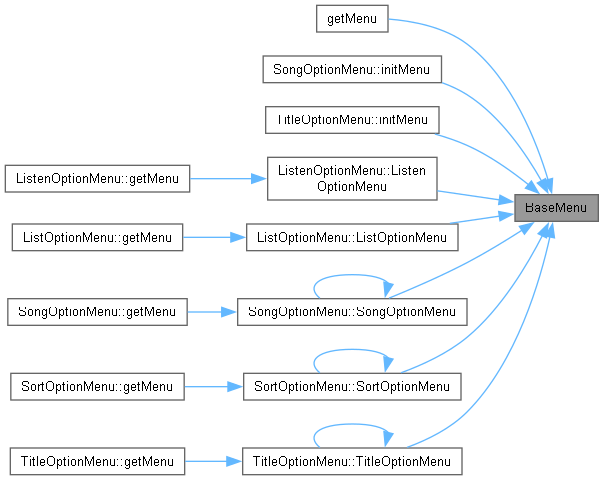 getMenu
SongOptionMenu::initMenu
TitleOptionMenu::initMenu
ListenOptionMenu::getMenu
ListenOptionMenu::Listen
OptionMenu
BaseMenu
ListOptionMenu::getMenu
ListOptionMenu::ListOptionMenu
SongOptionMenu::getMenu
SongOptionMenu::SongOptionMenu
SortOptionMenu::getMenu
SortOptionMenu::SortOptionMenu
TitleOptionMenu::getMenu
TitleOptionMenu::TitleOptionMenu